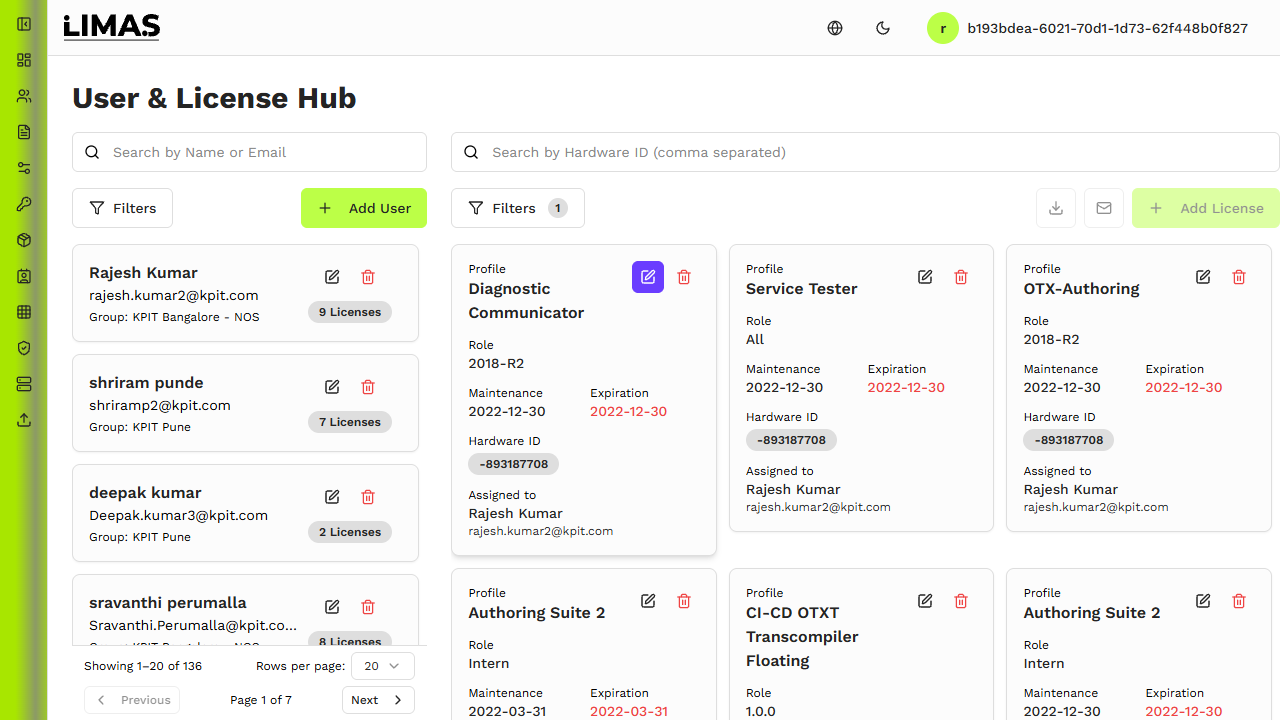 LIMAS
r
b193bdea-6021-70d1-1d73-62f448b0f827
User & License Hub
Search by Name or Email
Search by Hardware ID (comma separated)
Filters
Add User
Filters 1
Add License
Rajesh Kumar
rajesh.kumar2@kpit.com
Group: KPIT Bangalore - NOS
9 Licenses
shriram punde
shriramp2@kpit.com
Group: KPIT Pune
7 Licenses
deepak kumar
Deepak.kumar3@kpit.com
Group: KPIT Pune
2 Licenses
sravanthi perumalla
Sravanthi.Perumalla@kpit.co...
Group: KPIT Bangalore - NOS
8 Licenses
Showing 1–20 of 136
Rows per page: 20
Previous
Page 1 of 7
Next
Profile
Diagnostic
Communicator
Role
2018-R2
Maintenance Expiration
2022-12-30 2022-12-30
Hardware ID
-893187708
Assigned to
Rajesh Kumar
rajesh.kumar2@kpit.com
Profile
Service Tester
Role
All
Maintenance Expiration
2022-12-30 2022-12-30
Hardware ID
-893187708
Assigned to
Rajesh Kumar
rajesh.kumar2@kpit.com
Profile
OTX-Authoring
Role
2018-R2
Maintenance Expiration
2022-12-30 2022-12-30
Hardware ID
-893187708
Assigned to
Rajesh Kumar
rajesh.kumar2@kpit.com
Profile
Authoring Suite 2
Role
Intern
Maintenance Expiration
2022-03-31 2022-03-31
Profile
CI-CD OTXT
Transcompiler
Floating
Role
1.0.0
Profile
Authoring Suite 2
Role
Intern
Maintenance Expiration
2022-12-30 2022-12-30